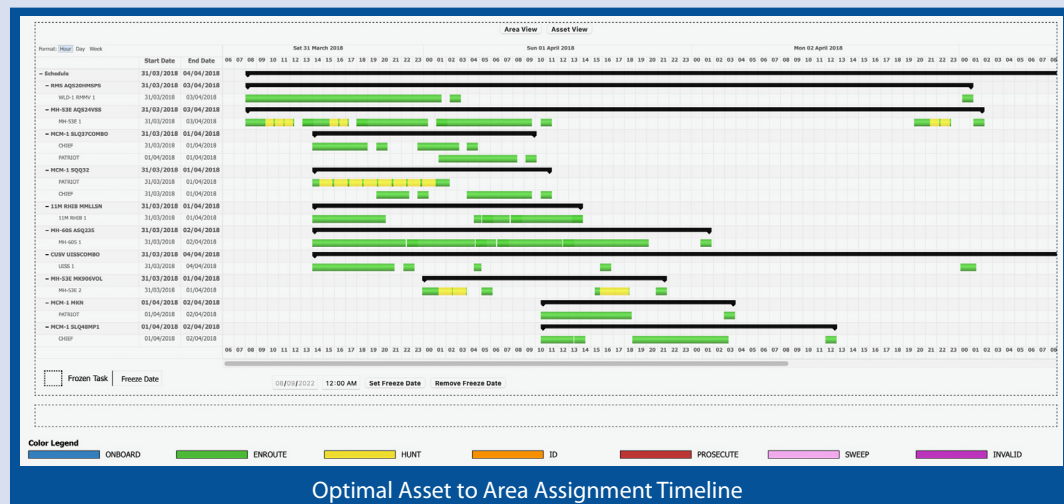 Area View Asset View
Format: Hour Day Week
Sat 31 March 2018 Sun 01 April 2018 Mon 02 April 2018
Start Date End Date 06 07 08 09 10 11 12 13 14 15 16 17 18 19 20 21 22 23 00 01 02 03 04 05 06 07 08 09 10 11 12 13 14 15 16 17 18 19 20 21 22 23 00 01 02 03 04 05 06 07 08 09 10 11 12 13 14 15 16 17 18 19 20 21 22 23 00 01 02 03 04 05 06 07 08
– Schedule 31/03/2018 04/04/2018
– RMS AQS20HMSPS 31/03/2018 03/04/2018
WLD-1 RMMV 1 31/03/2018 03/04/2018
– MH-53E AQS24VSS 31/03/2018 03/04/2018
MH-53E 1 31/03/2018 03/04/2018
– MCM-1 SLQ37COMBO 31/03/2018 01/04/2018
CHIEF 31/03/2018 01/04/2018
PATRIOT 01/04/2018 01/04/2018
– MCM-1 SQQ32 31/03/2018 01/04/2018
PATRIOT 31/03/2018 01/04/2018
CHIEF 31/03/2018 01/04/2018
– 11M RHIB MMLLSN 31/03/2018 01/04/2018
11M RHIB 1 31/03/2018 01/04/2018
– MH-60S ASQ235 31/03/2018 02/04/2018
MH-60S 1 31/03/2018 02/04/2018
– CUSV UISSCOMBO 31/03/2018 04/04/2018
UISS 1 31/03/2018 04/04/2018
– MH-53E MK906VOL 31/03/2018 01/04/2018
MH-53E 2 31/03/2018 01/04/2018
– MCM-1 MKN 01/04/2018 02/04/2018
PATRIOT 01/04/2018 02/04/2018
– MCM-1 SLQ48MP1 01/04/2018 02/04/2018
CHIEF 01/04/2018 02/04/2018
06 07 08 09 10 11 12 13 14 15 16 17 18 19 20 21 22 23 00 01 02 03 04 05 06 07 08 09 10 11 12 13 14 15 16 17 18 19 20 21 22 23 00 01 02 03 04 05 06 07 08 09 10 11 12 13 14 15 16 17 18 19 20 21 22 23 00 01 02 03 04 05 06 07 08
Frozen Task Freeze Date
08/09/2022 12:00 AM Set Freeze Date Remove Freeze Date
Color Legend
ONBOARD ENROUTE HUNT ID PROSECUTE SWEEP INVALID
Optimal Asset to Area Assignment Timeline